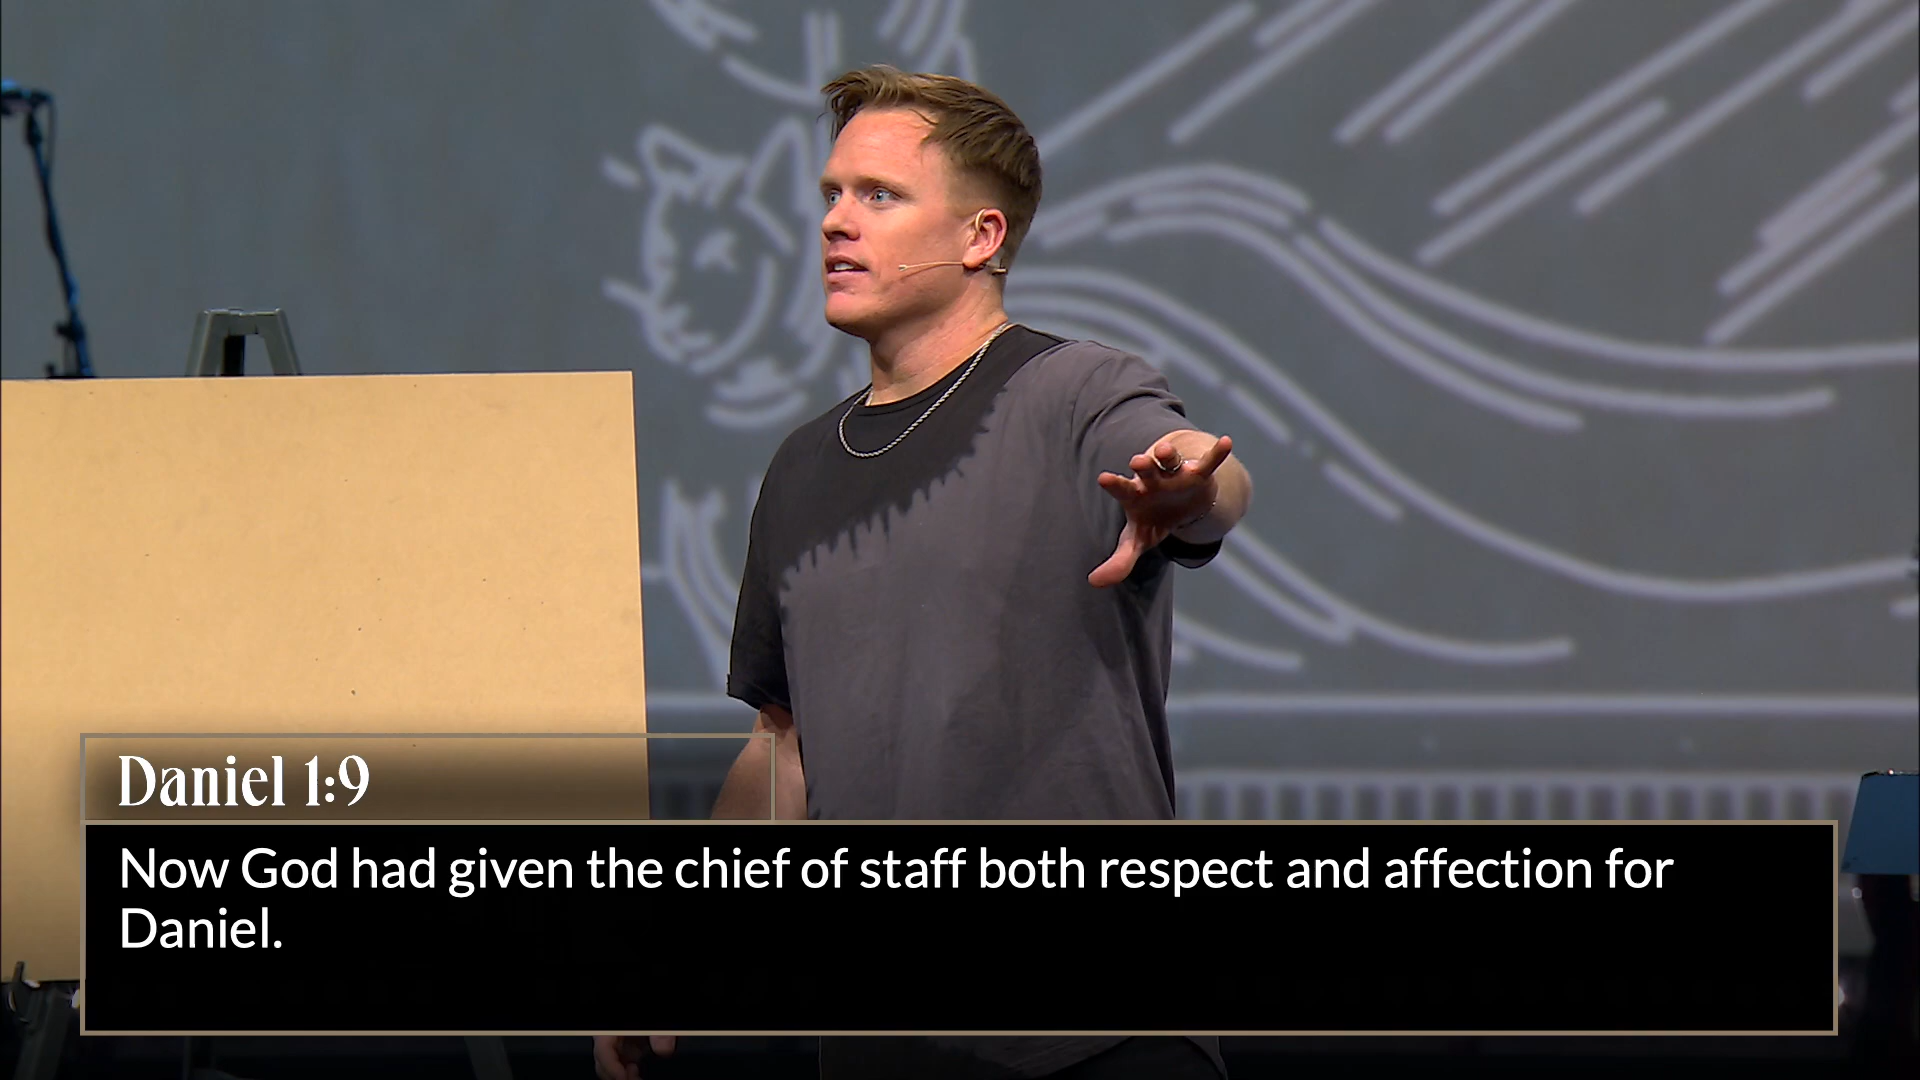 Daniel 1:9
Now God had given the chief of staff both respect and affection for
Daniel.